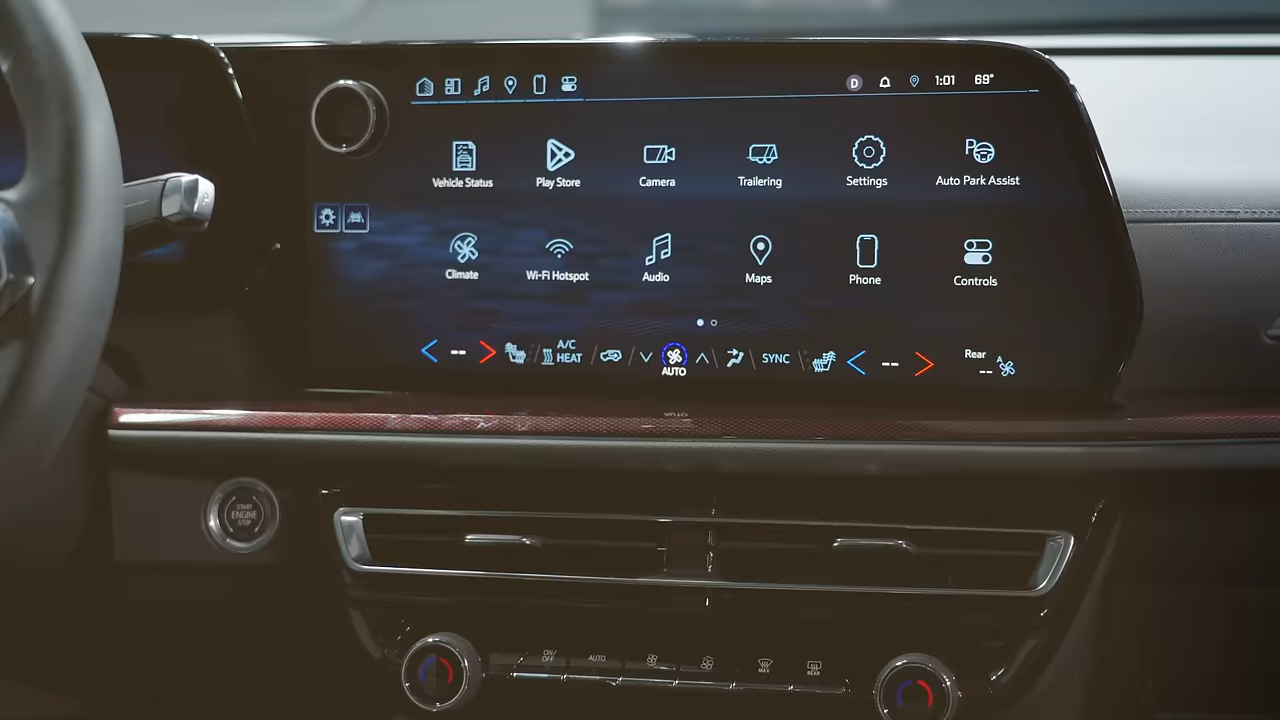 D 1:01 69°
Vehicle Status
Play Store
Camera
Trailering
Settings
P
Auto Park Assist
Climate
Wi-Fi Hotspot
Audio
Maps
Phone
Controls
--
A/C
HEAT
AUTO
SYNC
--
Rear
--
A
START
ENGINE
STOP
ON/
OFF
AUTO
MAX
REAR